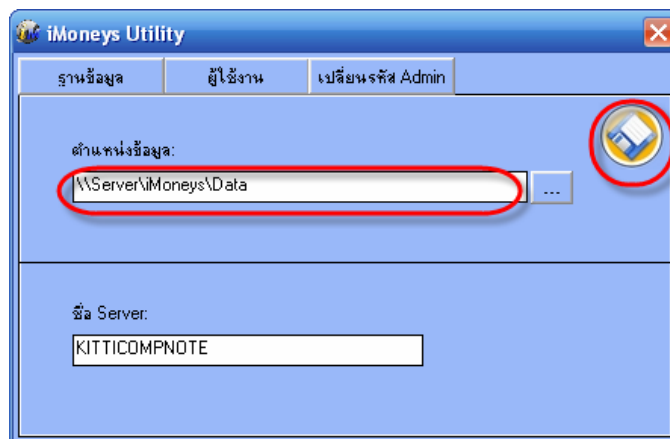 iMoneys Utility
ฐานข้อมูล ผู้ใช้งาน เปลี่ยนรหัส Admin
ตำแหน่งข้อมูล:
\\Server\iMoneys\Data ...
ชื่อ Server:
KITTICOMPNOTE